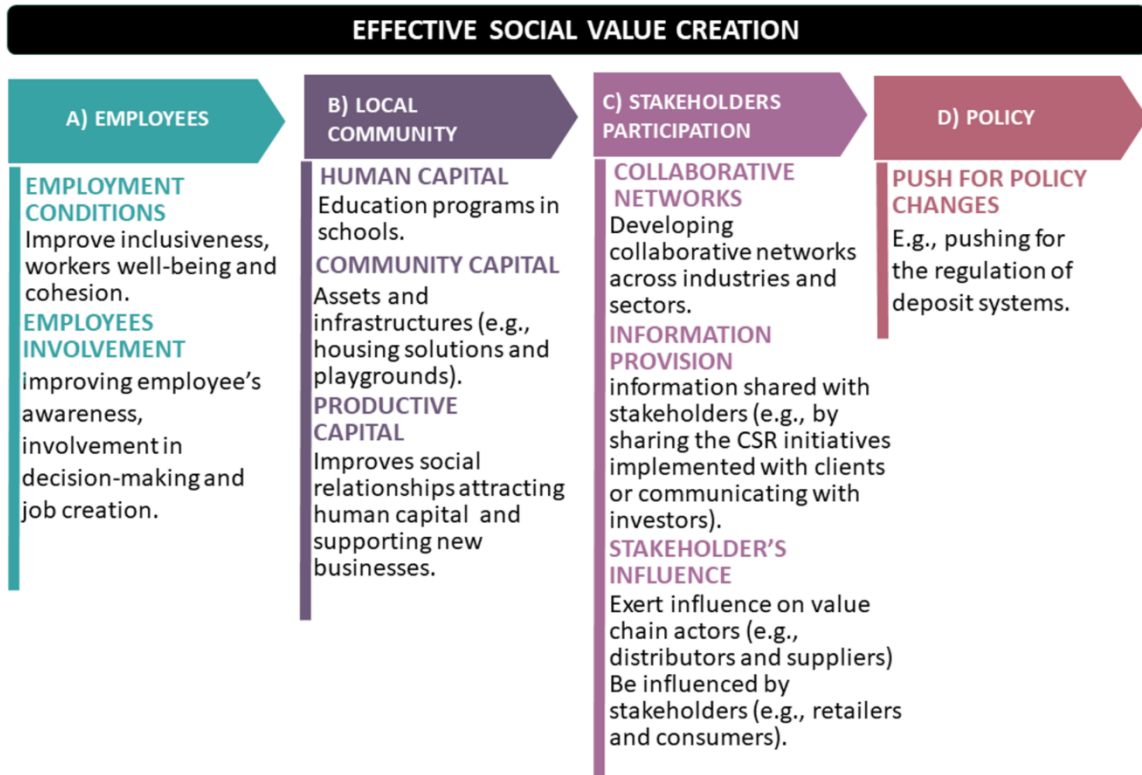 EFFECTIVE SOCIAL VALUE CREATION
A) EMPLOYEES
EMPLOYMENT
CONDITIONS
Improve inclusiveness,
workers well-being and
cohesion.
EMPLOYEES
INVOLVEMENT
improving employee’s
awareness,
involvement in
decision-making and
job creation.
B) LOCAL
COMMUNITY
HUMAN CAPITAL
Education programs in
schools.
COMMUNITY CAPITAL
Assets and
infrastructures (e.g.,
housing solutions and
playgrounds).
PRODUCTIVE
CAPITAL
Improves social
relationships attracting
human capital and
supporting new
businesses.
C) STAKEHOLDERS
PARTICIPATION
COLLABORATIVE
NETWORKS
Developing
collaborative networks
across industries and
sectors.
INFORMATION
PROVISION
information shared with
stakeholders (e.g., by
sharing the CSR initiatives
implemented with clients
or communicating with
investors).
STAKEHOLDER’S
INFLUENCE
Exert influence on value
chain actors (e.g.,
distributors and suppliers)
Be influenced by
stakeholders (e.g., retailers
and consumers).
D) POLICY
PUSH FOR POLICY
CHANGES
E.g., pushing for
the regulation of
deposit systems.